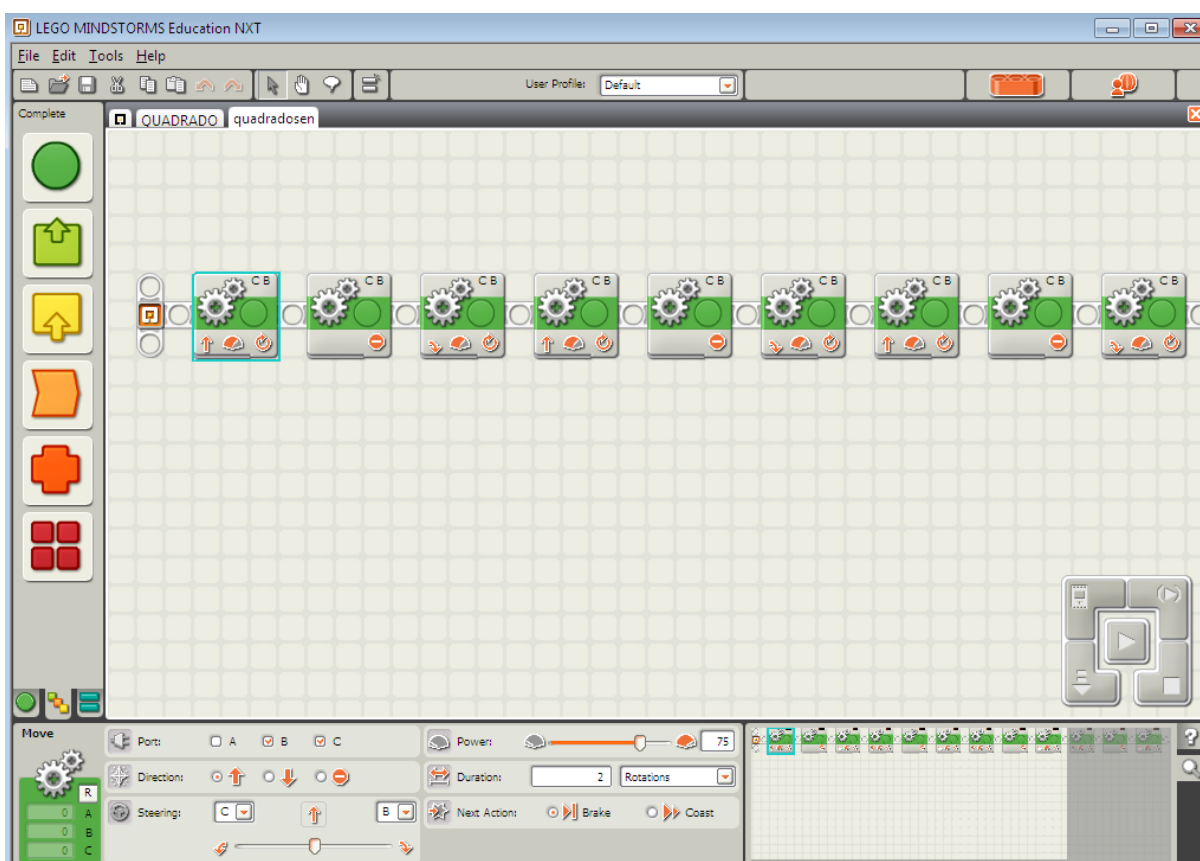 LEGO MINDSTORMS Education NXT
File Edit Tools Help
User Profile: Default
Complete
QUADRADO quadradosen
C B C B C B C B C B C B C B C B C B
Move
Port: A B C
Power: 75
Direction:
Duration: 2 Rotations
R
Steering: C B
Next Action: Brake Coast
0 A
0 B
0 C
?